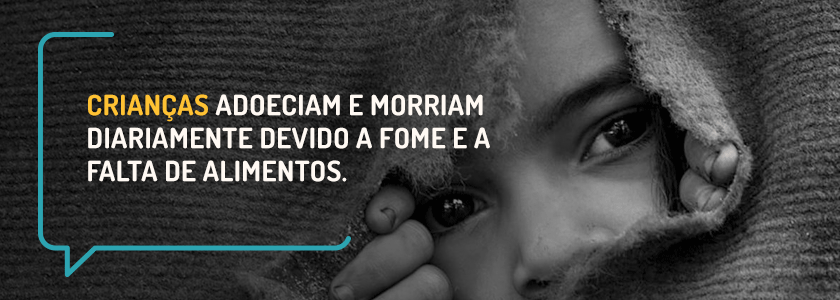 CRIANÇAS ADOECIAM E MORRIAM
DIARIAMENTE DEVIDO A FOME E A
FALTA DE ALIMENTOS.